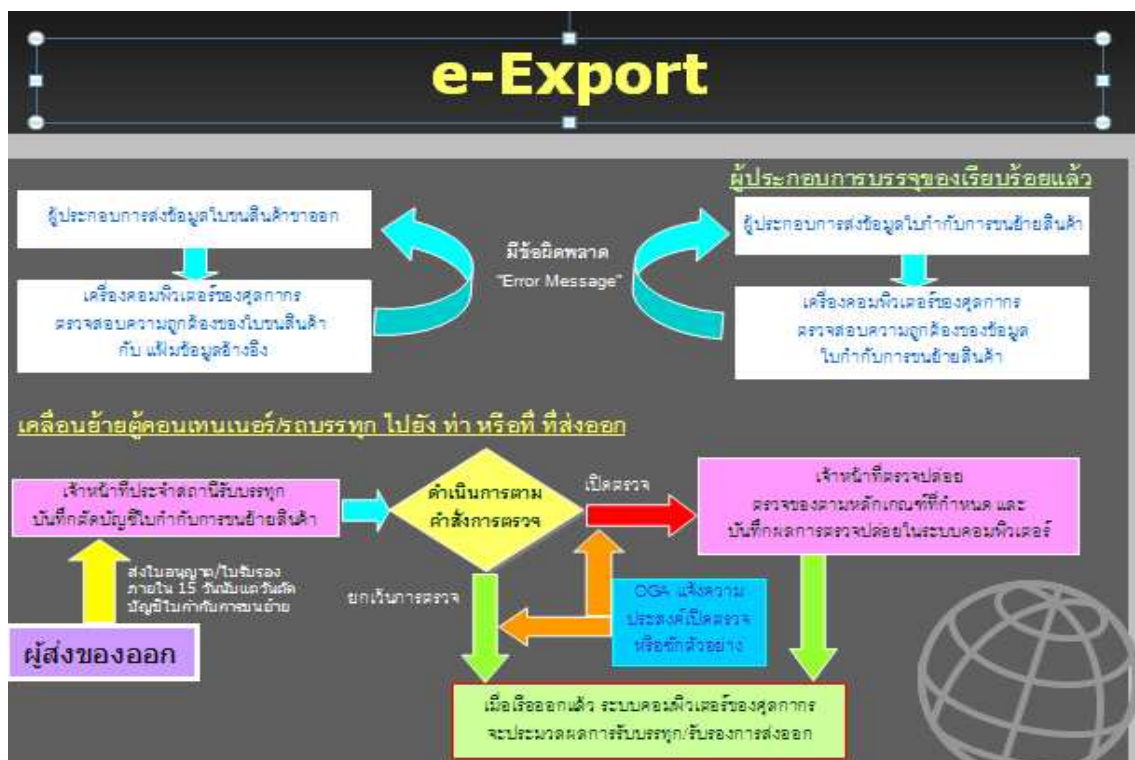 e-Export
ผู้ประกอบการบรรจุของเรียบร้อยแล้ว
ผู้ประกอบการส่งข้อมูลใบขนสินค้าขาออก
ผู้ประกอบการส่งข้อมูลใบกำกับการขนย้ายสินค้า
มีข้อผิดพลาด
"Error Message"
เครื่องคอมพิวเตอร์ของศุลกากร
ตรวจสอบความถูกต้องของใบขนสินค้า
กับ แฟ้มข้อมูลอ้างอิง
เครื่องคอมพิวเตอร์ของศุลกากร
ตรวจสอบความถูกต้องของข้อมูล
ใบกำกับการขนย้ายสินค้า
เคลื่อนย้ายตู้คอนเทนเนอร์/รถบรรทุก ไปยัง ท่า หรือที่ ที่ส่งออก
เจ้าหน้าที่ประจำสถานีรับบรรทุก
บันทึกตัดบัญชีใบกำกับการขนย้ายสินค้า
ดำเนินการตาม
คำสั่งการตรวจ
เปิดตรวจ
เจ้าหน้าที่ตรวจปล่อย
ตรวจของตามหลักเกณฑ์ที่กำหนด และ
บันทึกผลการตรวจปล่อยในระบบคอมพิวเตอร์
ส่งใบอนุญาต/ใบรับรอง
ภายใน 15 วันนับแต่วันตัด
บัญชีใบกำกับการขนย้าย
ยกเว้นการตรวจ
OGA แจ้งความ
ประสงค์เปิดตรวจ
หรือชักตัวอย่าง
ผู้ส่งของออก
เมื่อเรือออกแล้ว ระบบคอมพิวเตอร์ของศุลกากร
จะประมวลผลการรับบรรทุก/รับรองการส่งออก